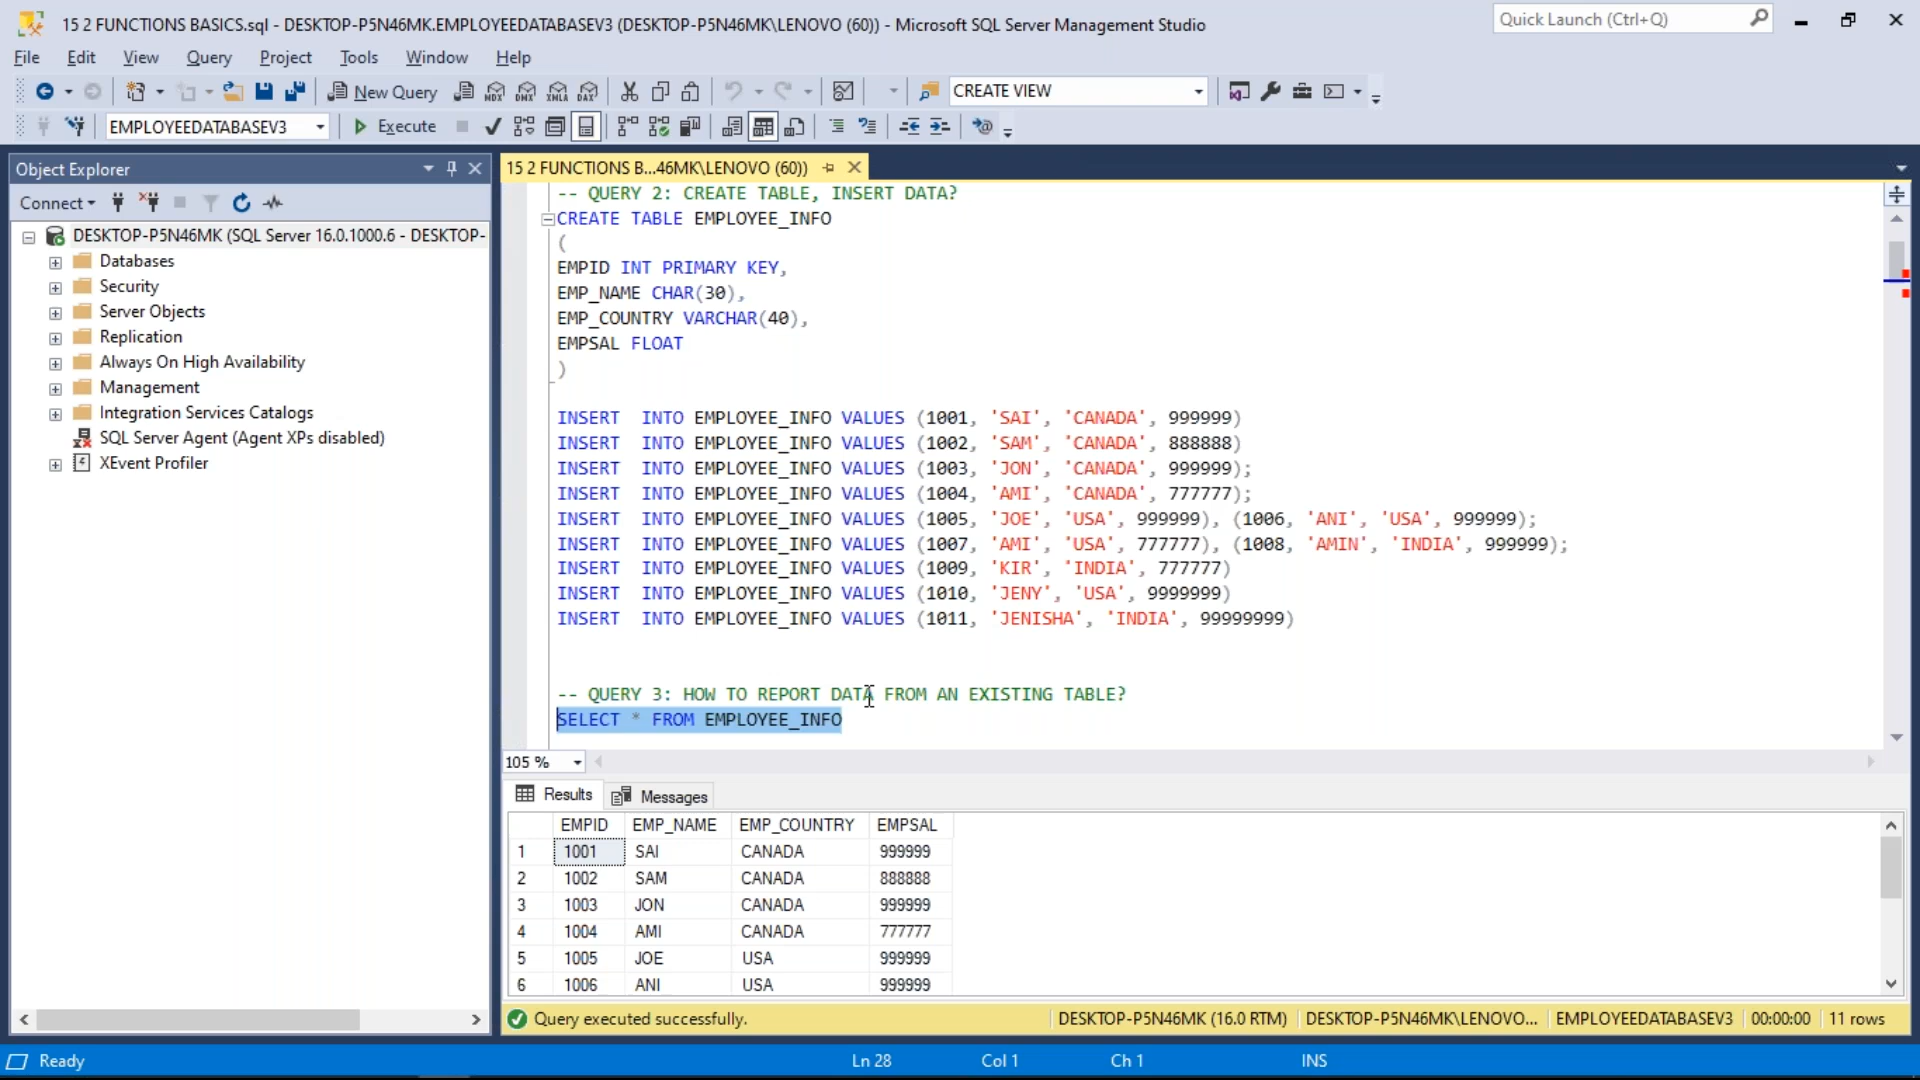 15 2 FUNCTIONS BASICS.sql - DESKTOP-P5N46MK.EMPLOYEEDATABASEV3 (DESKTOP-P5N46MK\LENOVO (60)) - Microsoft SQL Server Management Studio
Quick Launch (Ctrl+Q)
File Edit View Query Project Tools Window Help
New Query MDX DMX XMLA DAX CREATE VIEW
EMPLOYEEDATABASEV3 Execute
Object Explorer
Connect
DESKTOP-P5N46MK (SQL Server 16.0.1000.6 - DESKTOP-
Databases
Security
Server Objects
Replication
Always On High Availability
Management
Integration Services Catalogs
SQL Server Agent (Agent XPs disabled)
XEvent Profiler
15 2 FUNCTIONS B...46MK\LENOVO (60))
-- QUERY 2: CREATE TABLE, INSERT DATA?
CREATE TABLE EMPLOYEE_INFO
(
EMPID INT PRIMARY KEY,
EMP_NAME CHAR(30),
EMP_COUNTRY VARCHAR(40),
EMPSAL FLOAT
)
INSERT INTO EMPLOYEE_INFO VALUES (1001, 'SAI', 'CANADA', 999999)
INSERT INTO EMPLOYEE_INFO VALUES (1002, 'SAM', 'CANADA', 888888)
INSERT INTO EMPLOYEE_INFO VALUES (1003, 'JON', 'CANADA', 999999);
INSERT INTO EMPLOYEE_INFO VALUES (1004, 'AMI', 'CANADA', 777777);
INSERT INTO EMPLOYEE_INFO VALUES (1005, 'JOE', 'USA', 999999), (1006, 'ANI', 'USA', 999999);
INSERT INTO EMPLOYEE_INFO VALUES (1007, 'AMI', 'USA', 777777), (1008, 'AMIN', 'INDIA', 999999);
INSERT INTO EMPLOYEE_INFO VALUES (1009, 'KIR', 'INDIA', 777777)
INSERT INTO EMPLOYEE_INFO VALUES (1010, 'JENY', 'USA', 9999999)
INSERT INTO EMPLOYEE_INFO VALUES (1011, 'JENISHA', 'INDIA', 99999999)
-- QUERY 3: HOW TO REPORT DATA FROM AN EXISTING TABLE?
SELECT * FROM EMPLOYEE_INFO
105 %
Results Messages
EMPID EMP_NAME EMP_COUNTRY EMPSAL
1 1001 SAI CANADA 999999
2 1002 SAM CANADA 888888
3 1003 JON CANADA 999999
4 1004 AMI CANADA 777777
5 1005 JOE USA 999999
6 1006 ANI USA 999999
Query executed successfully. DESKTOP-P5N46MK (16.0 RTM) DESKTOP-P5N46MK\LENOVO... EMPLOYEEDATABASEV3 00:00:00 11 rows
Ready Ln 28 Col 1 Ch 1 INS